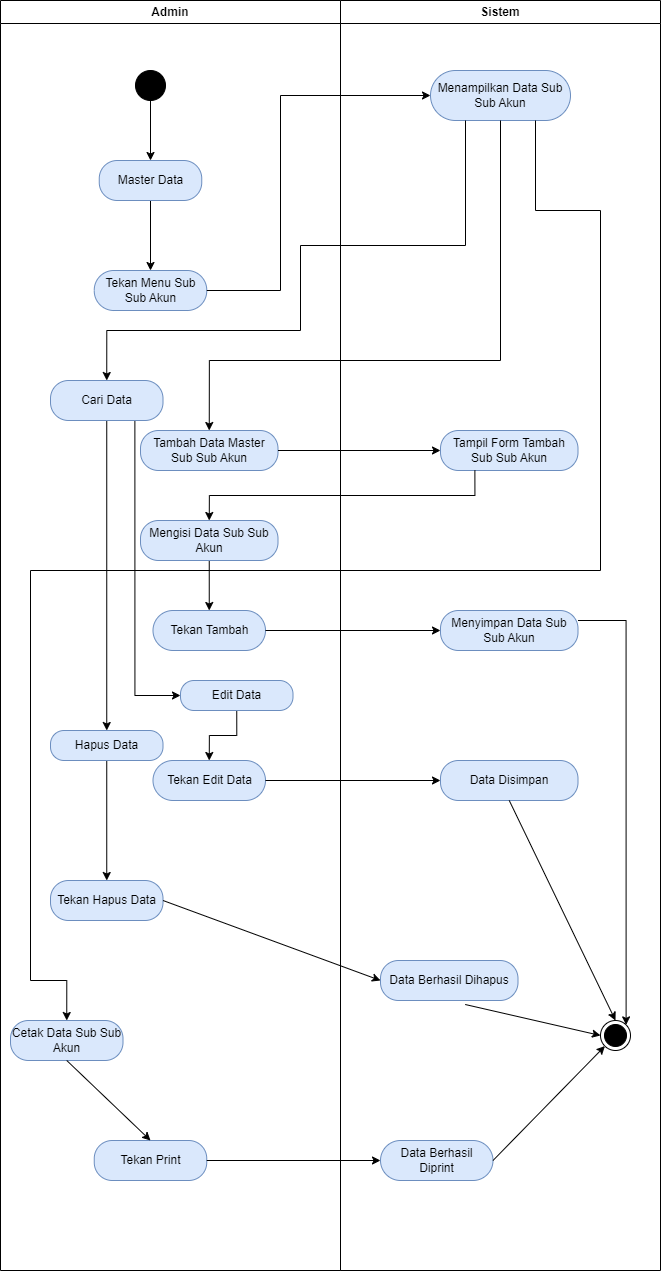 Admin
Sistem
Menampilkan Data Sub
Sub Akun
Master Data
Tekan Menu Sub
Sub Akun
Cari Data
Tambah Data Master
Sub Sub Akun
Tampil Form Tambah
Sub Sub Akun
Mengisi Data Sub Sub
Akun
Tekan Tambah
Menyimpan Data Sub
Sub Akun
Edit Data
Hapus Data
Tekan Edit Data
Data Disimpan
Tekan Hapus Data
Data Berhasil Dihapus
Cetak Data Sub Sub
Akun
Tekan Print
Data Berhasil
Diprint